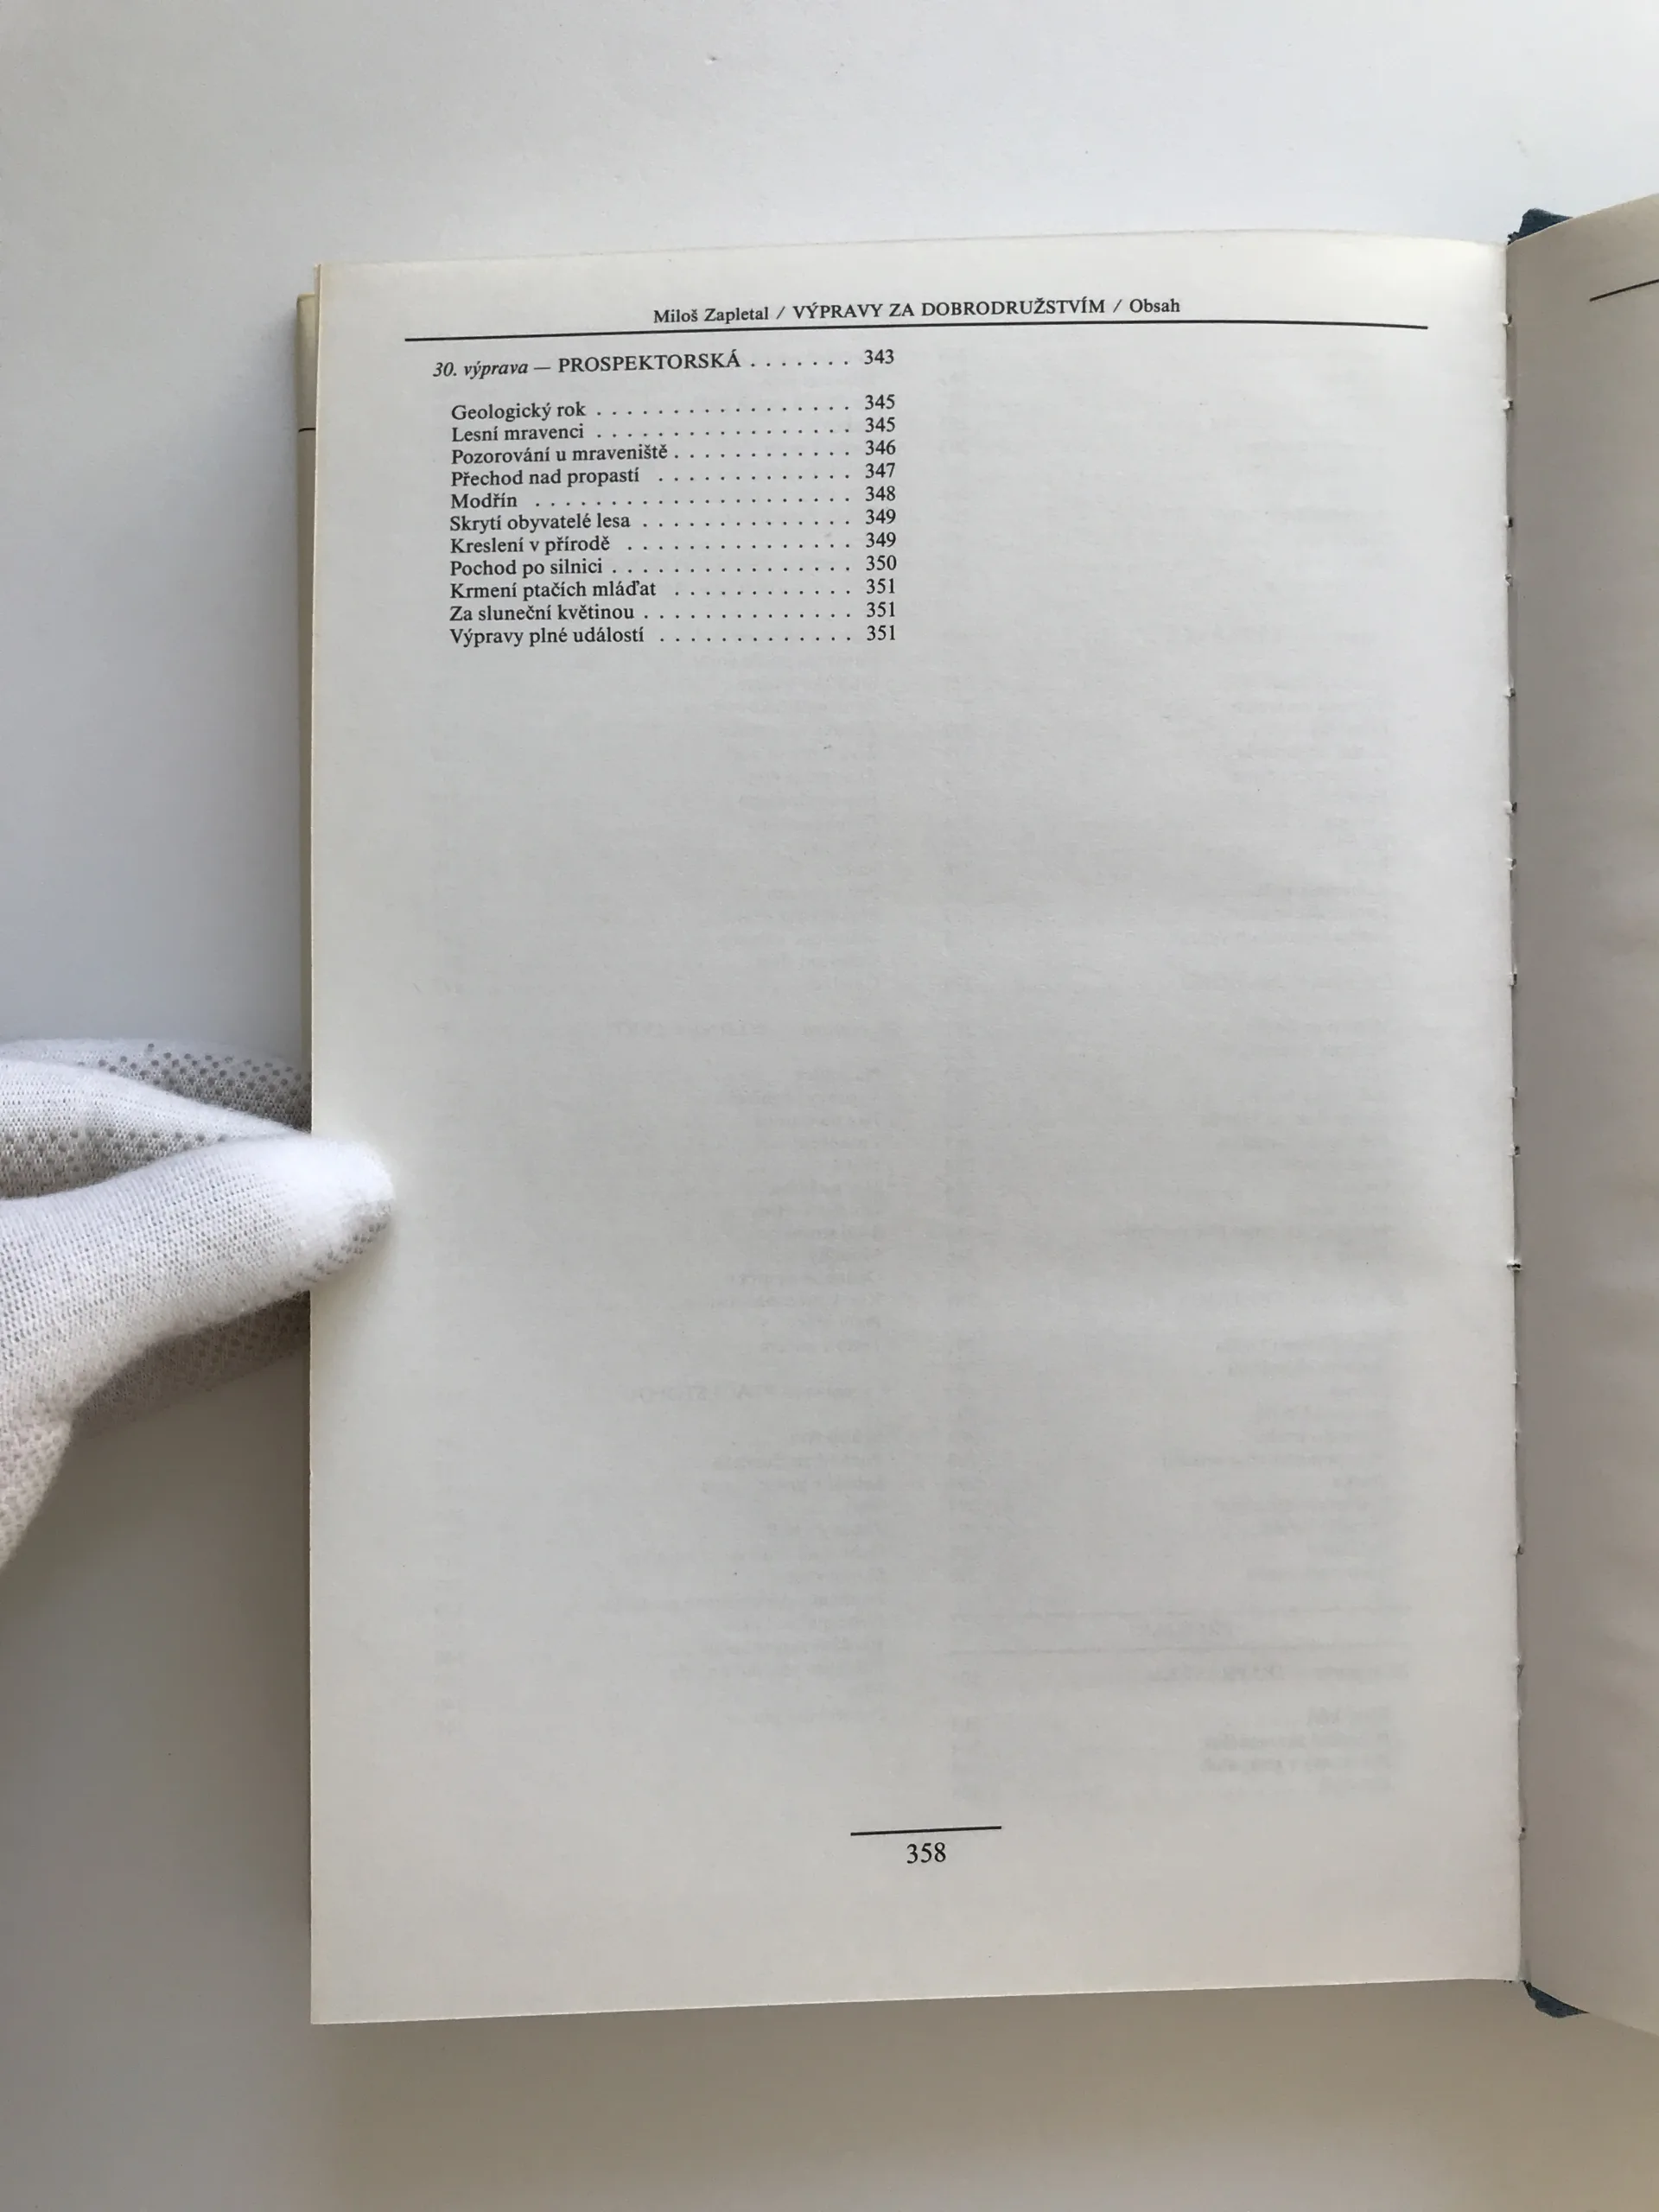 Miloš Zapletal / VÝPRAVY ZA DOBRODRUŽSTVÍM / Obsah
30. výprava — PROSPEKTORSKÁ . . . . . . . 343
Geologický rok . . . . . . . . . . . . . . . . . 345
Lesní mravenci . . . . . . . . . . . . . . . . . 345
Pozorování u mraveniště . . . . . . . . . . . . 346
Přechod nad propastí . . . . . . . . . . . . . 347
Modřín . . . . . . . . . . . . . . . . . . . . . 348
Skrytí obyvatelé lesa . . . . . . . . . . . . . . 349
Kreslení v přírodě . . . . . . . . . . . . . . . 349
Pochod po silnici . . . . . . . . . . . . . . . . 350
Krmení ptačích mláďat . . . . . . . . . . . . 351
Za sluneční květinou . . . . . . . . . . . . . . 351
Výpravy plné událostí . . . . . . . . . . . . . 351
358